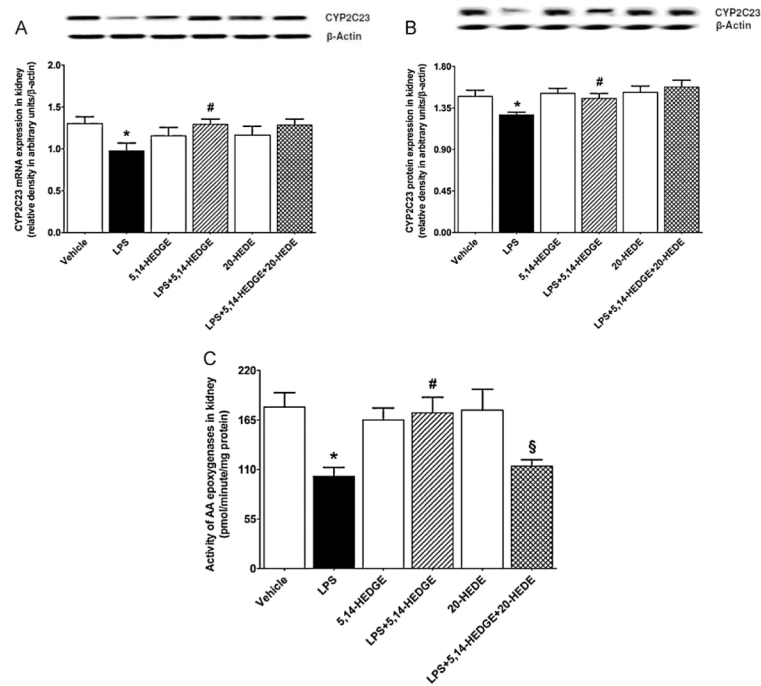 A
CYP2C23
β-Actin
CYP2C23 mRNA expression in kidney
(relative density in arbitrary units/β-actin)
2.0
1.5
1.0
0.5
0.0
*
#
Vehicle
LPS
5,14-HEDGE
LPS+5,14-HEDGE
20-HEDE
LPS+5,14-HEDGE+20-HEDE
B
CYP2C23
β-Actin
CYP2C23 protein expression in kidney
(relative density in arbitrary units/β-actin)
1.80
1.35
0.90
0.45
0.00
*
#
Vehicle
LPS
5,14-HEDGE
LPS+5,14-HEDGE
20-HEDE
LPS+5,14-HEDGE+20-HEDE
C
Activity of AA epoxygenases in kidney
(pmol/minute/mg protein)
220
165
110
55
0
*
#
§
Vehicle
LPS
5,14-HEDGE
LPS+5,14-HEDGE
20-HEDE
LPS+5,14-HEDGE+20-HEDE